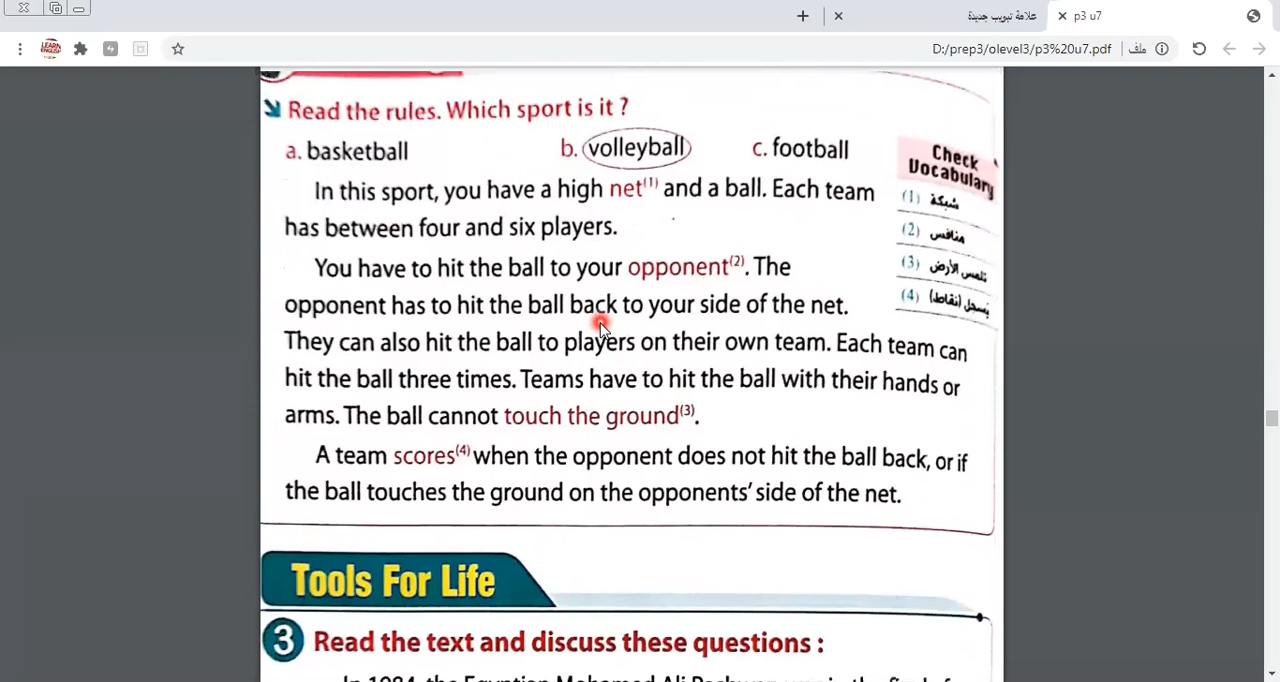 علامة تبويب جديدة
p3 u7
D:/prep3/olevel3/p3%20u7.pdf
ملف
Read the rules. Which sport is it ?
a. basketball b. volleyball c. football
In this sport, you have a high net(1) and a ball. Each team
has between four and six players.
You have to hit the ball to your opponent(2). The
opponent has to hit the ball back to your side of the net.
They can also hit the ball to players on their own team. Each team can
hit the ball three times. Teams have to hit the ball with their hands or
arms. The ball cannot touch the ground(3).
A team scores(4) when the opponent does not hit the ball back, or if
the ball touches the ground on the opponents' side of the net.
Check
Vocabulary
(1) شبكة
(2) منافس
(3) تلمس الأرض
(4) يسجل (نقاط)
Tools For Life
3 Read the text and discuss these questions :
In 1984, the Egyptian Mohamed Ali